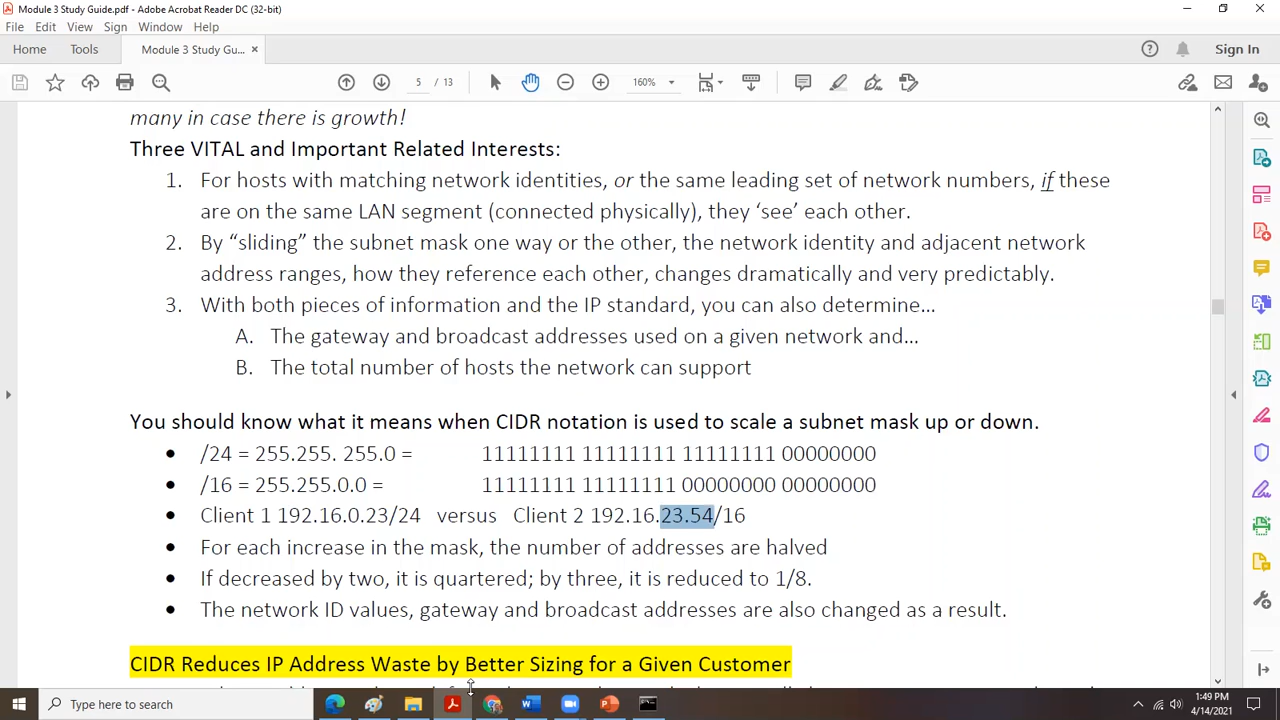 Module 3 Study Guide.pdf - Adobe Acrobat Reader DC (32-bit)
File Edit View Sign Window Help
Home Tools Module 3 Study Gu... × Sign In
5 / 13 160%
many in case there is growth!
Three VITAL and Important Related Interests:
1. For hosts with matching network identities, or the same leading set of network numbers, if these
are on the same LAN segment (connected physically), they ‘see’ each other.
2. By “sliding” the subnet mask one way or the other, the network identity and adjacent network
address ranges, how they reference each other, changes dramatically and very predictably.
3. With both pieces of information and the IP standard, you can also determine…
A. The gateway and broadcast addresses used on a given network and…
B. The total number of hosts the network can support
You should know what it means when CIDR notation is used to scale a subnet mask up or down.
• /24 = 255.255. 255.0 = 11111111 11111111 11111111 00000000
• /16 = 255.255.0.0 = 11111111 11111111 00000000 00000000
• Client 1 192.16.0.23/24 versus Client 2 192.16.23.54/16
• For each increase in the mask, the number of addresses are halved
• If decreased by two, it is quartered; by three, it is reduced to 1/8.
• The network ID values, gateway and broadcast addresses are also changed as a result.
CIDR Reduces IP Address Waste by Better Sizing for a Given Customer
Type here to search
1:49 PM
4/14/2021